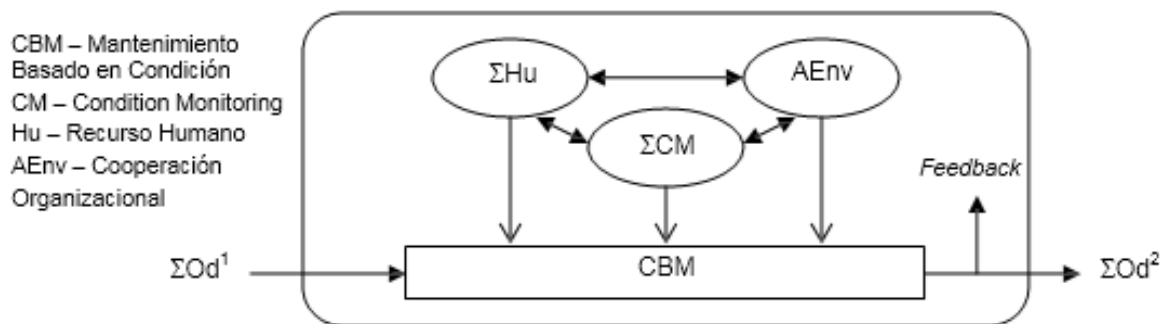 CBM – Mantenimiento
Basado en Condición
CM – Condition Monitoring
Hu – Recurso Humano
AEnv – Cooperación
Organizacional
ΣHu
AEnv
ΣCM
Feedback
ΣOd¹
CBM
ΣOd²